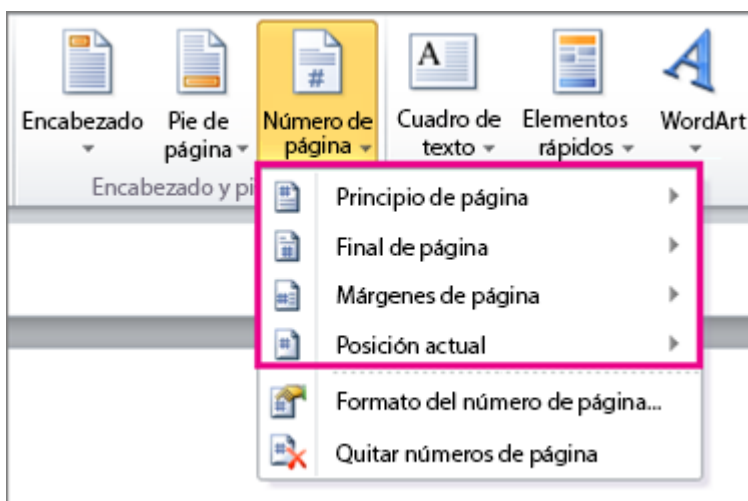 Encabezado
Pie de
página
Número de
página
Cuadro de
texto
Elementos
rápidos
WordArt
Encabezado y pi
Principio de página
Final de página
Márgenes de página
Posición actual
Formato del número de página...
Quitar números de página